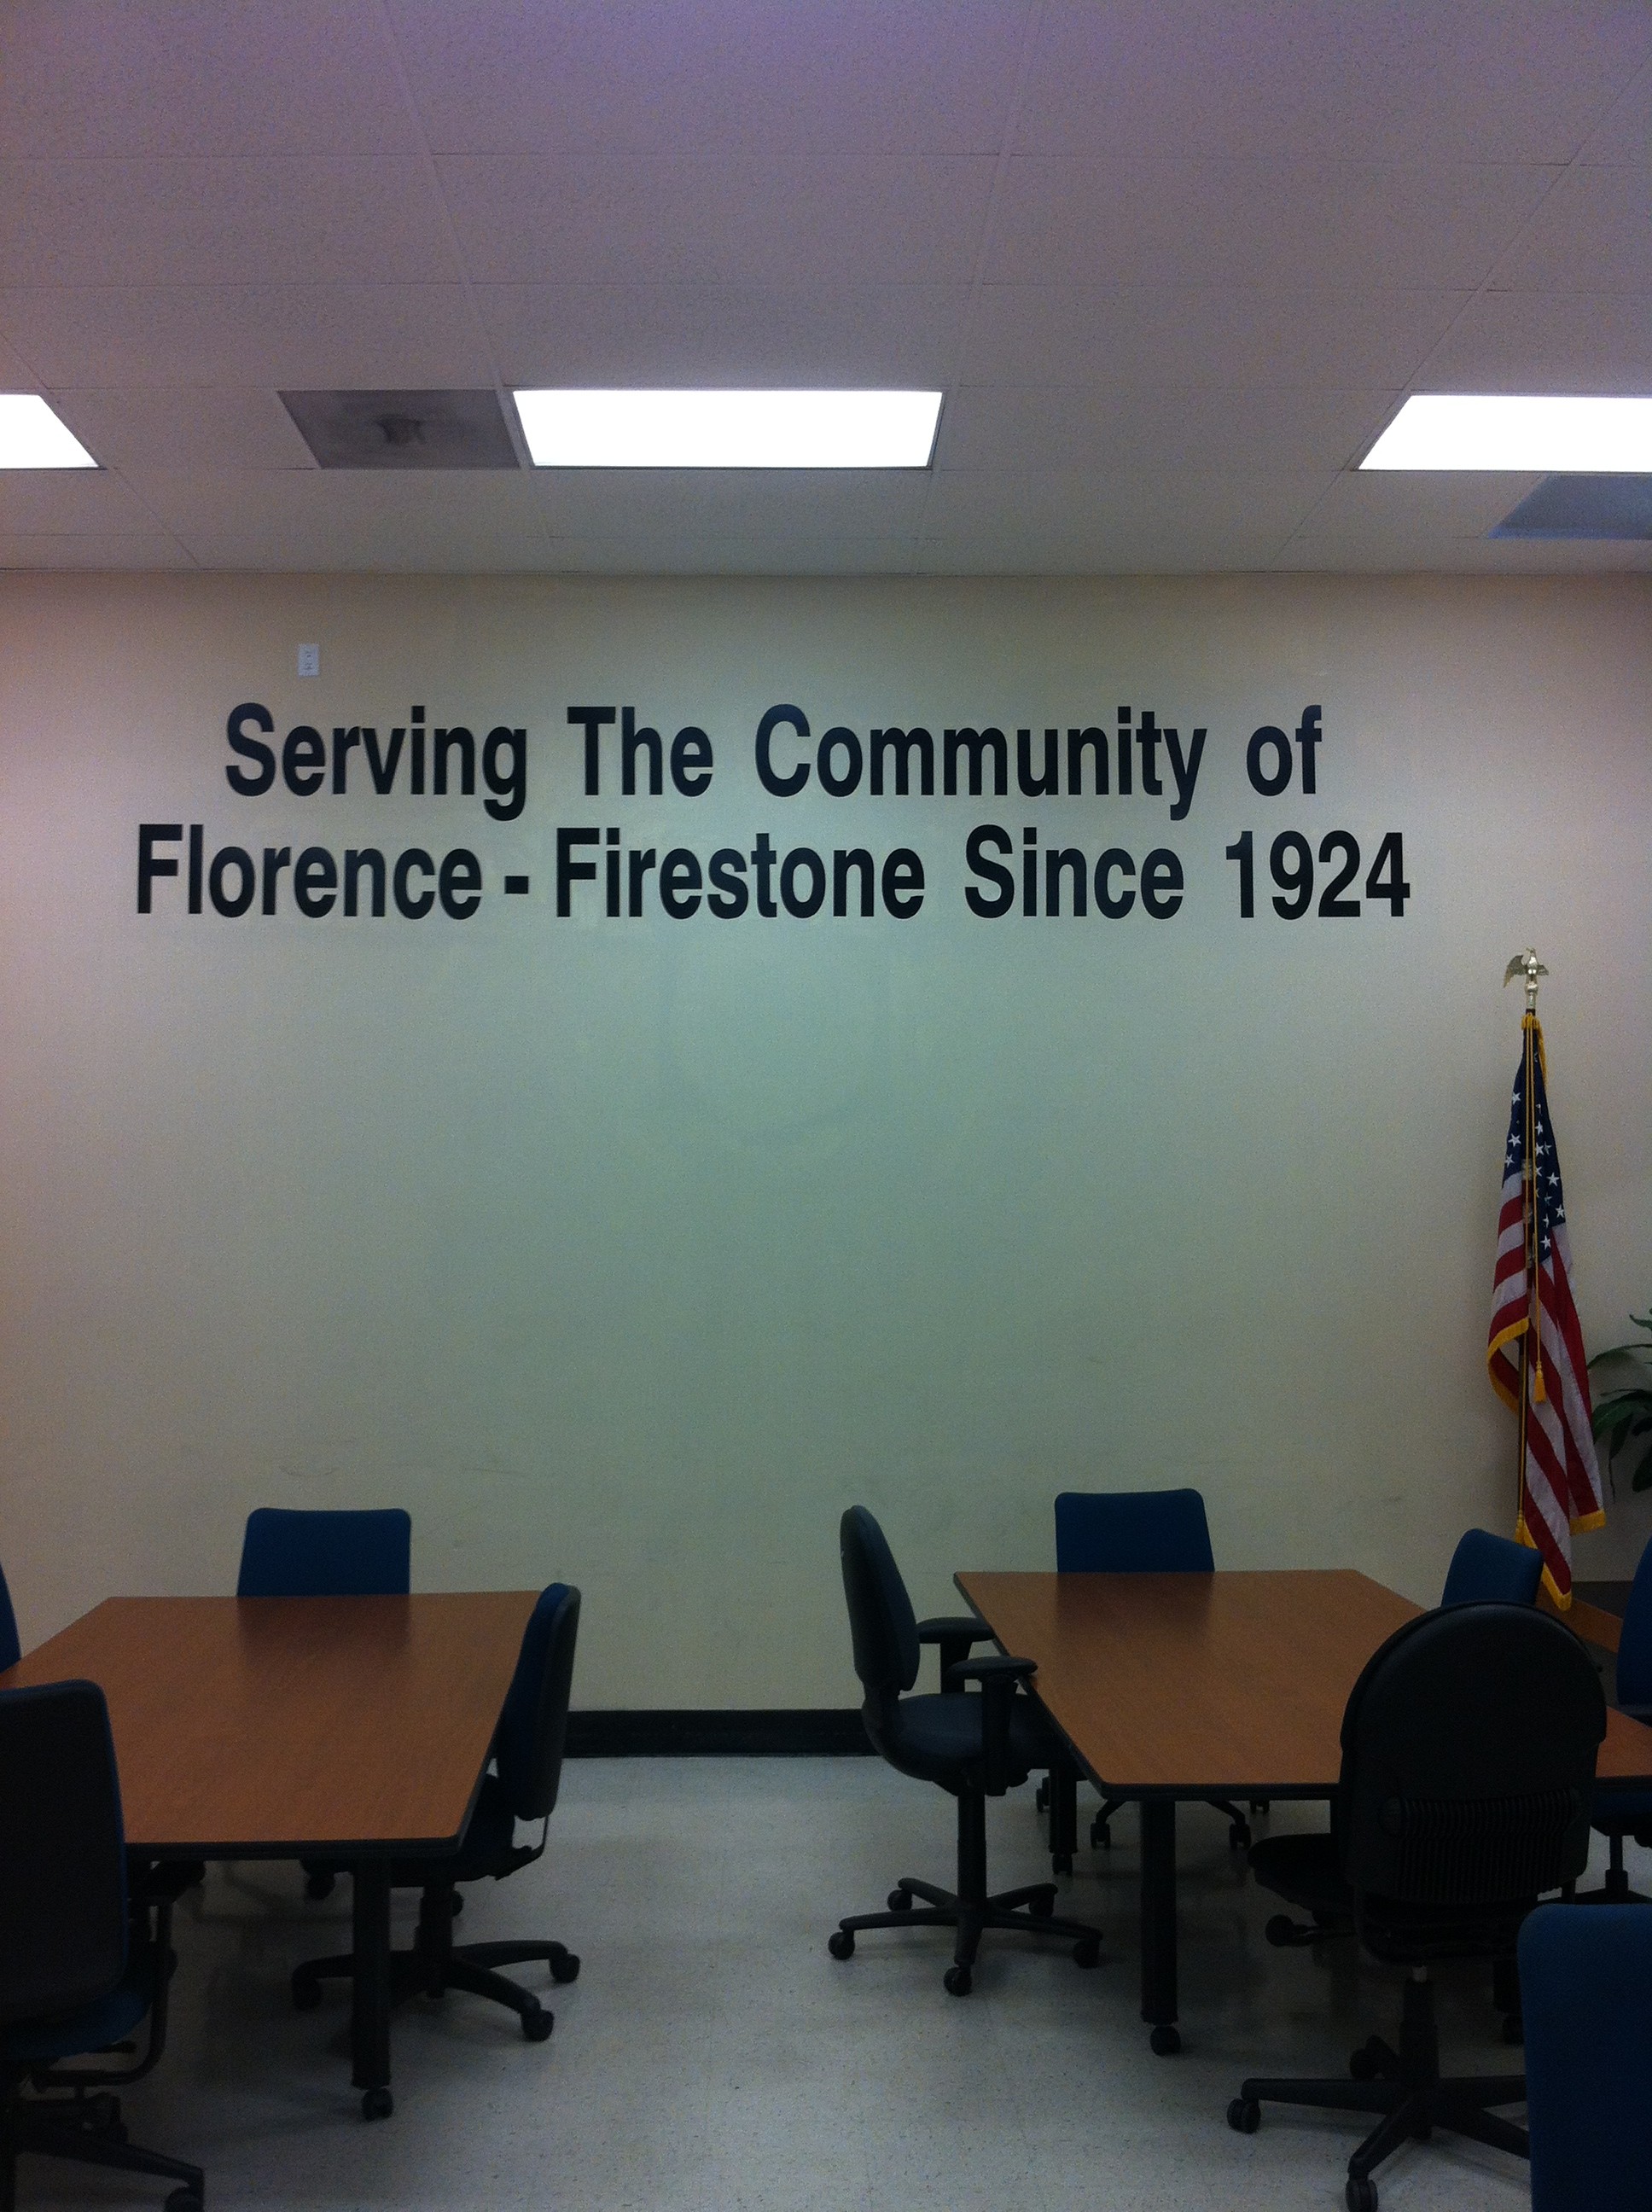 Serving The Community of
Florence - Firestone Since 1924